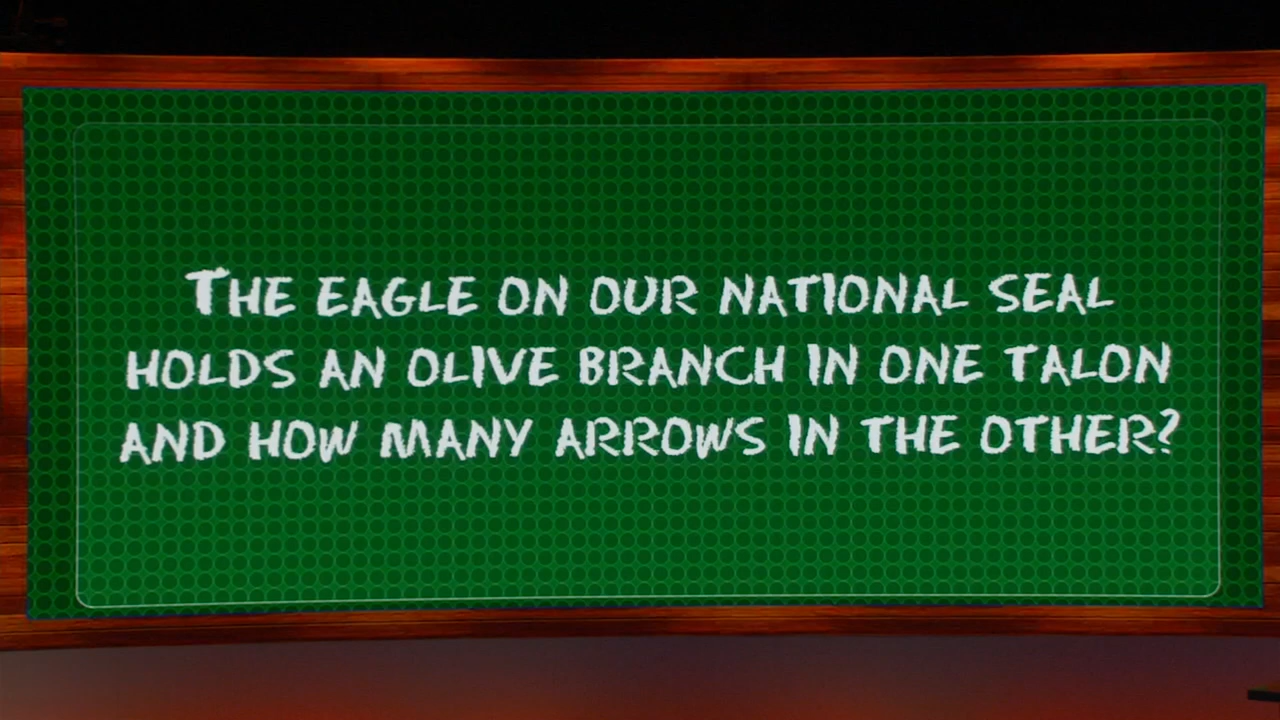 THE EAGLE ON OUR NATIONAL SEAL
HOLDS AN OLIVE BRANCH IN ONE TALON
AND HOW MANY ARROWS IN THE OTHER?